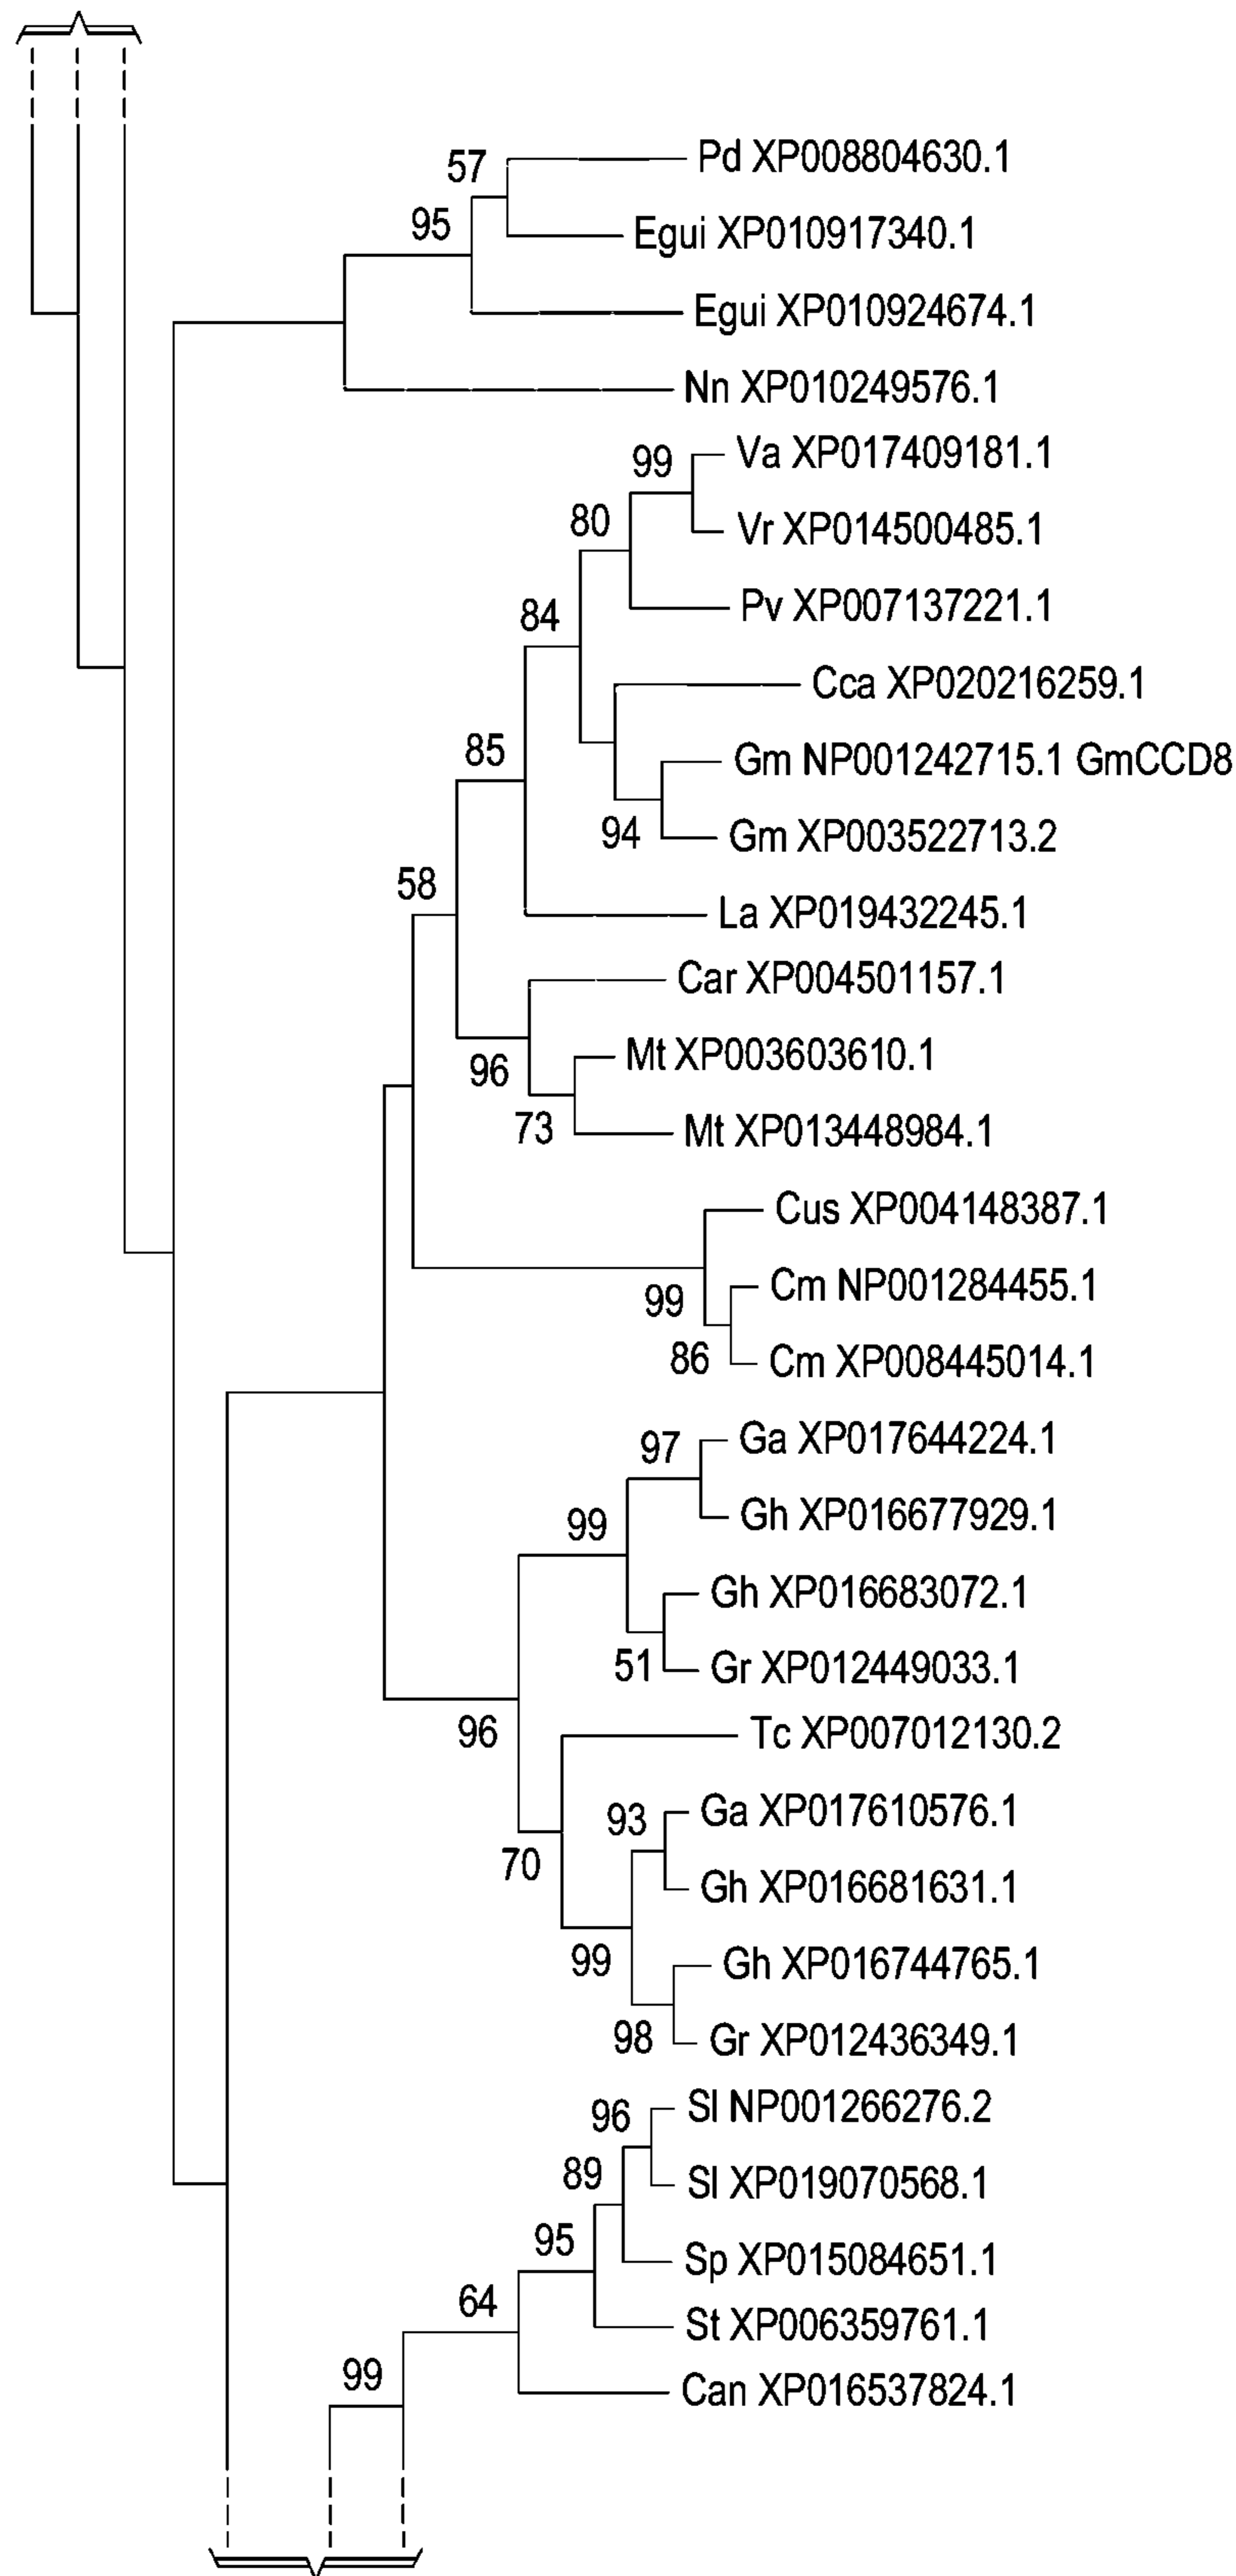 57
Pd XP008804630.1
95
Egui XP010917340.1
Egui XP010924674.1
Nn XP010249576.1
99
Va XP017409181.1
80
Vr XP014500485.1
Pv XP007137221.1
84
Cca XP020216259.1
85
Gm NP001242715.1 GmCCD8
94
Gm XP003522713.2
58
La XP019432245.1
Car XP004501157.1
96
Mt XP003603610.1
73
Mt XP013448984.1
Cus XP004148387.1
99
Cm NP001284455.1
86
Cm XP008445014.1
97
Ga XP017644224.1
99
Gh XP016677929.1
Gh XP016683072.1
51
Gr XP012449033.1
96
Tc XP007012130.2
93
Ga XP017610576.1
70
Gh XP016681631.1
99
Gh XP016744765.1
98
Gr XP012436349.1
96
Sl NP001266276.2
89
Sl XP019070568.1
95
Sp XP015084651.1
64
St XP006359761.1
99
Can XP016537824.1